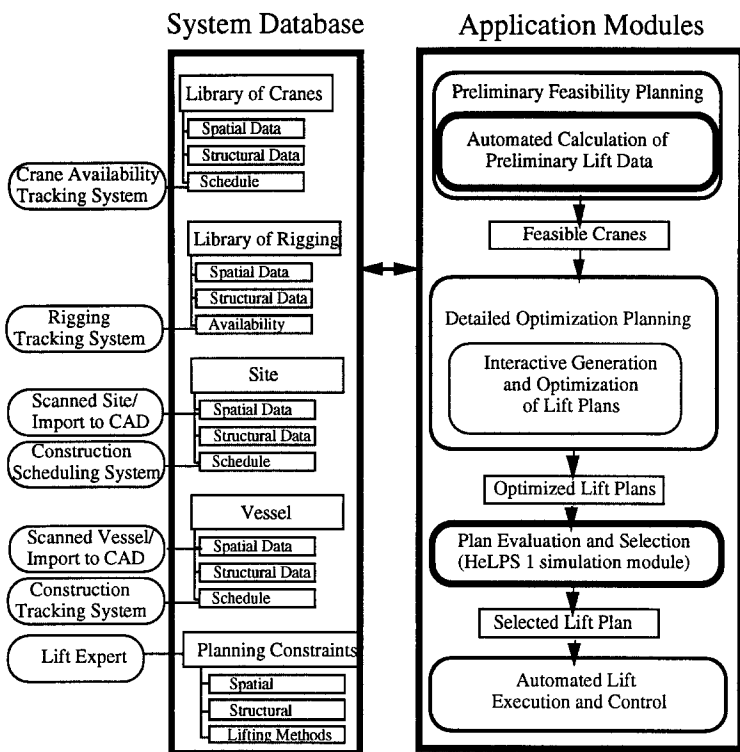 System Database
Application Modules
Library of Cranes
Spatial Data
Structural Data
Schedule
Crane Availability
Tracking System
Library of Rigging
Spatial Data
Structural Data
Availability
Rigging
Tracking System
Site
Spatial Data
Structural Data
Schedule
Scanned Site/
Import to CAD
Construction
Scheduling System
Vessel
Spatial Data
Structural Data
Schedule
Scanned Vessel/
Import to CAD
Construction
Tracking System
Planning Constraints
Spatial
Structural
Lifting Methods
Lift Expert
Preliminary Feasibility Planning
Automated Calculation of
Preliminary Lift Data
Feasible Cranes
Detailed Optimization Planning
Interactive Generation
and Optimization
of Lift Plans
Optimized Lift Plans
Plan Evaluation and Selection
(HeLPS 1 simulation module)
Selected Lift Plan
Automated Lift
Execution and Control